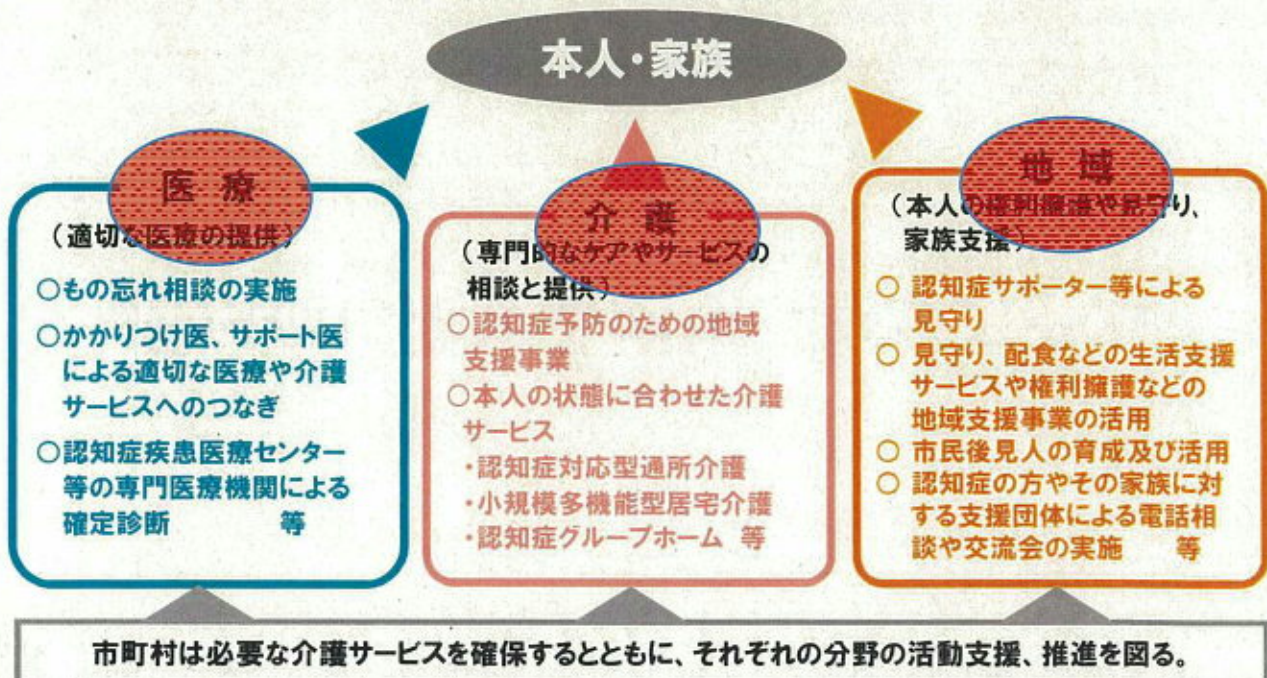 本人・家族
医療
(適切な医療の提供)
○もの忘れ相談の実施
○かかりつけ医、サポート医
による適切な医療や介護
サービスへのつなぎ
○認知症疾患医療センター
等の専門医療機関による
確定診断 等
介護
(専門的なケアやサービスの
相談と提供)
○認知症予防のための地域
支援事業
○本人の状態に合わせた介護
サービス
・認知症対応型通所介護
・小規模多機能型居宅介護
・認知症グループホーム 等
地域
(本人の権利擁護や見守り、
家族支援)
○ 認知症サポーター等による
見守り
○ 見守り、配食などの生活支援
サービスや権利擁護などの
地域支援事業の活用
○ 市民後見人の育成及び活用
○ 認知症の方やその家族に対
する支援団体による電話相
談や交流会の実施 等
市町村は必要な介護サービスを確保するとともに、それぞれの分野の活動支援、推進を図る。